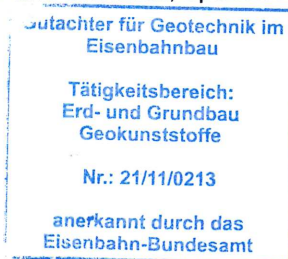 Gutachter für Geotechnik im
Eisenbahnbau
Tätigkeitsbereich:
Erd- und Grundbau
Geokunststoffe
Nr.: 21/11/0213
anerkannt durch das
Eisenbahn-Bundesamt